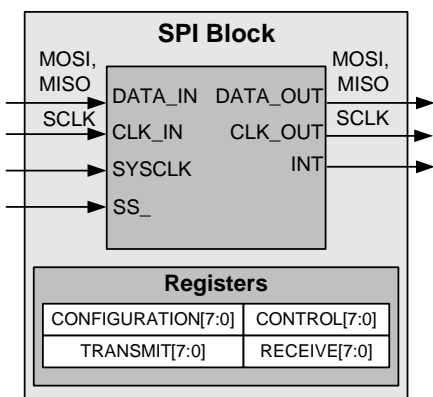 SPI Block
MOSI, MISO
MOSI, MISO
DATA_IN DATA_OUT
SCLK SCLK
CLK_IN CLK_OUT
SYSCLK INT
SS_
Registers
CONFIGURATION[7:0] CONTROL[7:0]
TRANSMIT[7:0] RECEIVE[7:0]